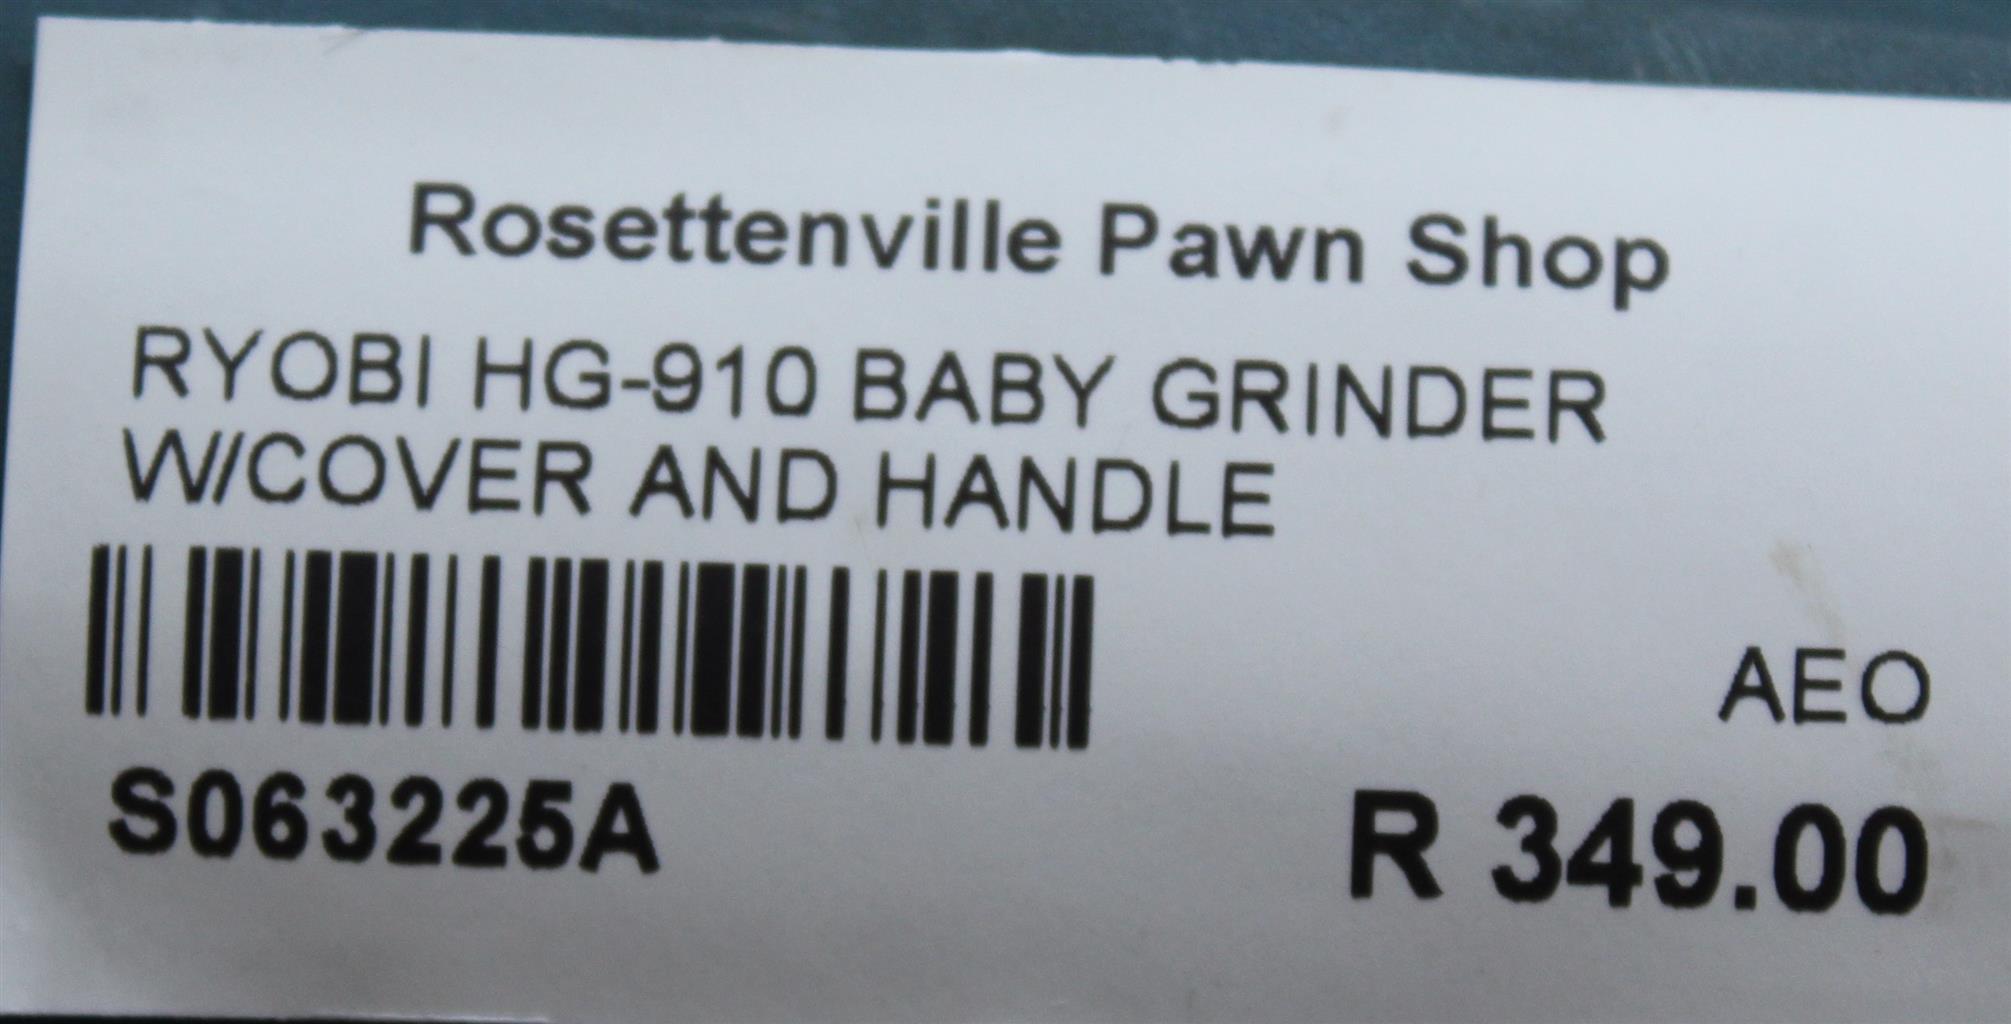 Rosettenville Pawn Shop
RYOBI HG-910 BABY GRINDER
W/COVER AND HANDLE
AEO
S063225A
R 349.00